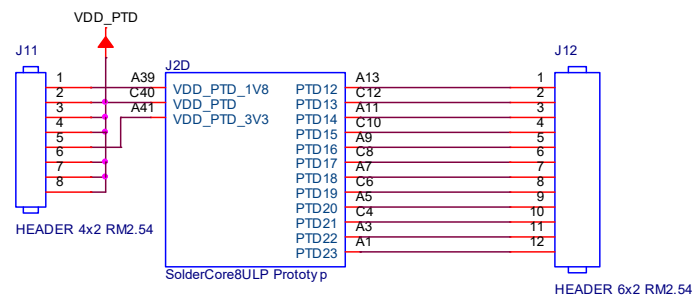 VDD_PTD
J11
J2D
J12
1 A39 VDD_PTD_1V8 PTD12 A13 1
2 C40 VDD_PTD PTD13 C12 2
3 A41 VDD_PTD_3V3 PTD14 A11 3
4 PTD15 C10 4
5 PTD16 A9 5
6 PTD17 C8 6
7 PTD18 A7 7
8 PTD19 C6 8
PTD20 A5 9
PTD21 C4 10
PTD22 A3 11
PTD23 A1 12
HEADER 4x2 RM2.54
SolderCore8ULP Prototyp
HEADER 6x2 RM2.54